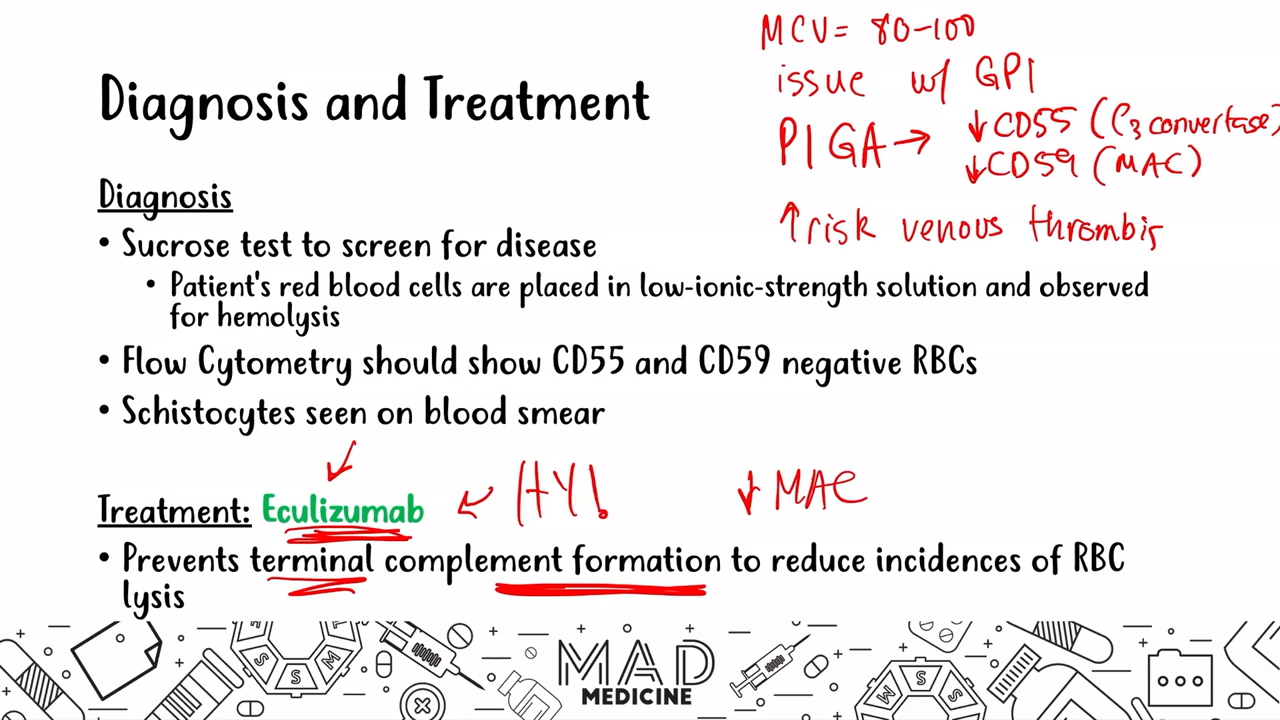 MCV= 80-100
issue w/ GPI
Diagnosis and Treatment
PIGA → ↓CD55 (C3 convertase)
↓CD59 (MAC)
↑risk venous thrombis
Diagnosis
• Sucrose test to screen for disease
• Patient's red blood cells are placed in low-ionic-strength solution and observed
for hemolysis
• Flow Cytometry should show CD55 and CD59 negative RBCs
• Schistocytes seen on blood smear
Treatment: Eculizumab ← HY! ↓ MAC
• Prevents terminal complement formation to reduce incidences of RBC
lysis
MAD
MEDICINE